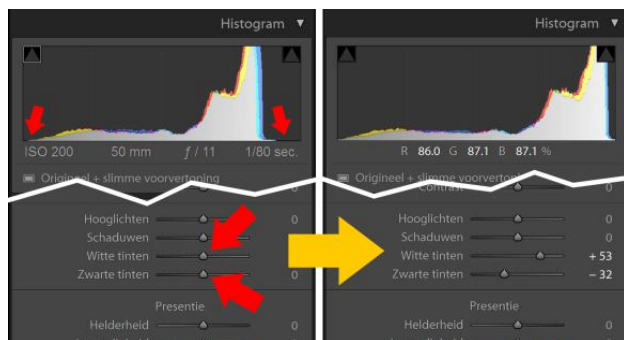 Histogram ▼
ISO 200 50 mm ƒ / 11 1/80 sec.
Origineel + slimme voorvertoning
0
Hooglichten 0
Schaduwen
Witte tinten
Zwarte tinten 0
Presentie
Helderheid 0
Histogram ▼
R 86.0 G 87.1 B 87.1 %
Origineel + slimme voorvertoning
Contrast 0
Hooglichten 0
Schaduwen 0
Witte tinten + 53
Zwarte tinten − 32
Presentie
Helderheid 0